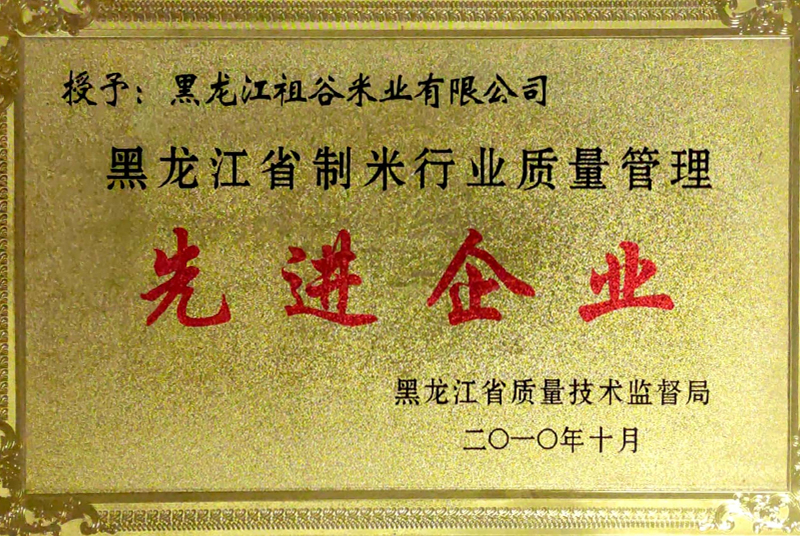 授予：黑龙江祖谷米业有限公司
黑龙江省制米行业质量管理
先进企业
黑龙江省质量技术监督局
二〇一〇年十月